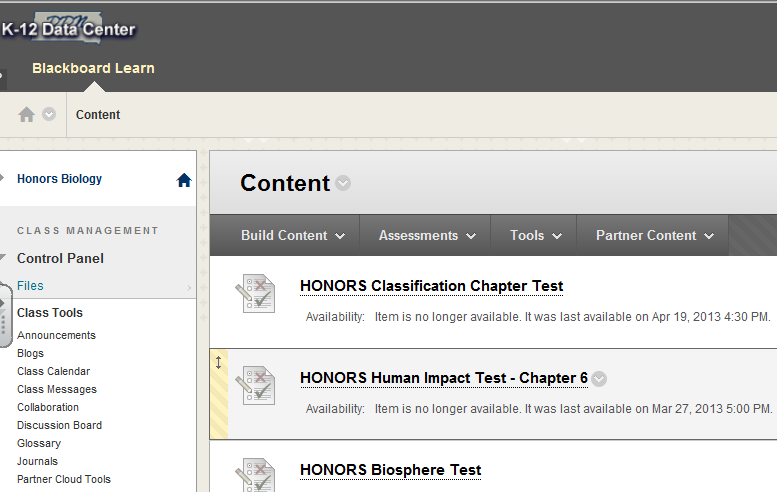 K-12 Data Center
Blackboard Learn
Content
Honors Biology
CLASS MANAGEMENT
Control Panel
Files
Class Tools
Announcements
Blogs
Class Calendar
Class Messages
Collaboration
Discussion Board
Glossary
Journals
Partner Cloud Tools
Content
Build Content
Assessments
Tools
Partner Content
HONORS Classification Chapter Test
Availability: Item is no longer available. It was last available on Apr 19, 2013 4:30 PM.
HONORS Human Impact Test - Chapter 6
Availability: Item is no longer available. It was last available on Mar 27, 2013 5:00 PM.
HONORS Biosphere Test